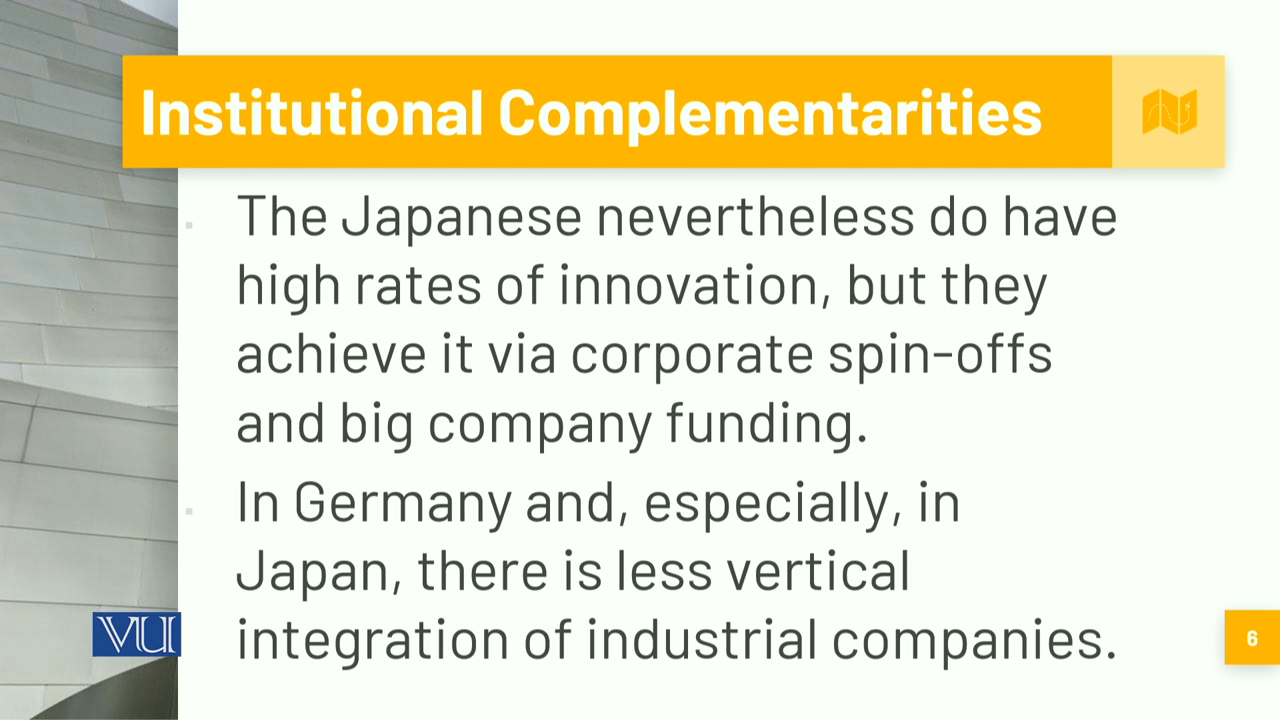 Institutional Complementarities
The Japanese nevertheless do have
high rates of innovation, but they
achieve it via corporate spin-offs
and big company funding.
In Germany and, especially, in
Japan, there is less vertical
integration of industrial companies.
VU
6